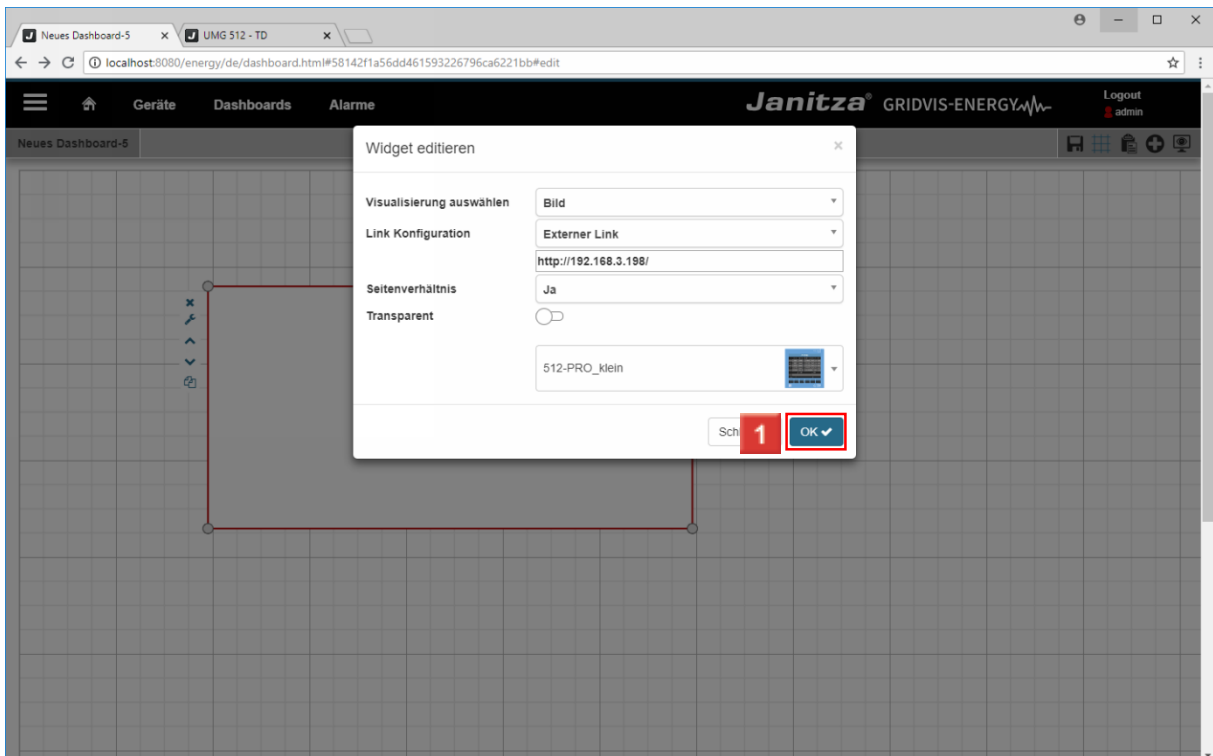 Neues Dashboard-5
UMG 512 - TD
localhost:8080/energy/de/dashboard.html#58142f1a56dd461593226796ca6221bb#edit
Geräte Dashboards Alarme
Janitza® GRIDVIS-ENERGY
Logout
admin
Neues Dashboard-5
Widget editieren
Visualisierung auswählen Bild
Link Konfiguration Externer Link
http://192.168.3.198/
Seitenverhältnis Ja
Transparent
512-PRO_klein
Sch 1 OK